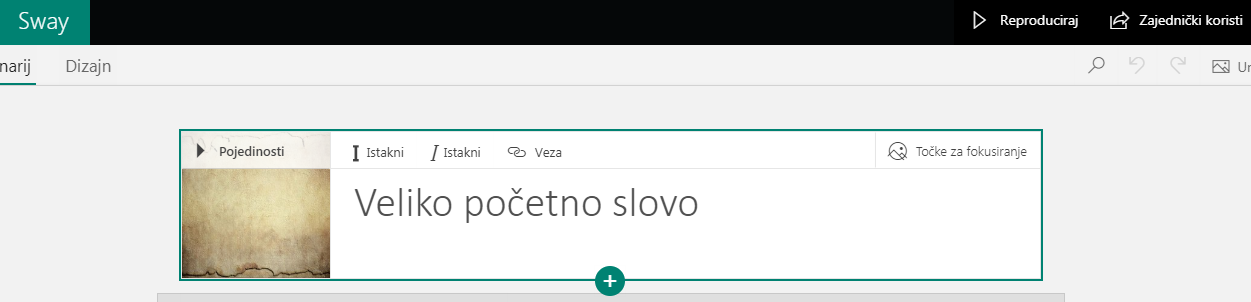 Sway Reproduciraj Zajednički koristi
narij Dizajn Ur
Pojedinosti Istakni Istakni Veza Točke za fokusiranje
Veliko početno slovo